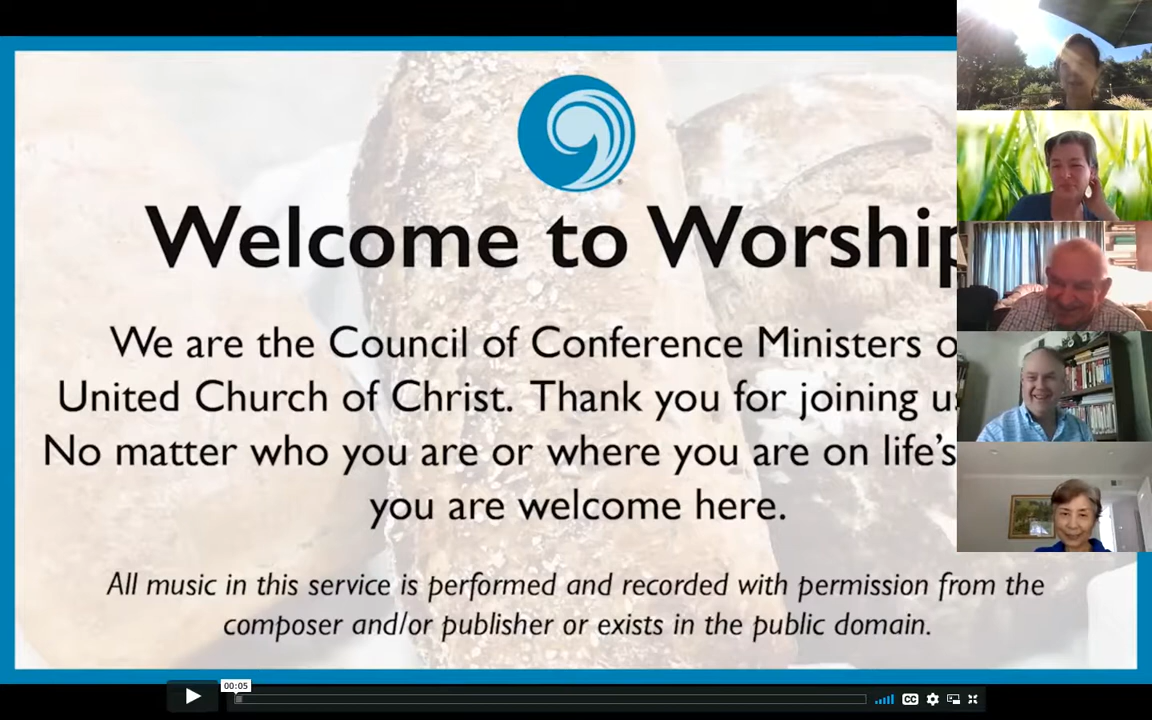 Welcome to Worship
We are the Council of Conference Ministers o
United Church of Christ. Thank you for joining u
No matter who you are or where you are on life's
you are welcome here.
All music in this service is performed and recorded with permission from the
composer and/or publisher or exists in the public domain.
00:05
CC